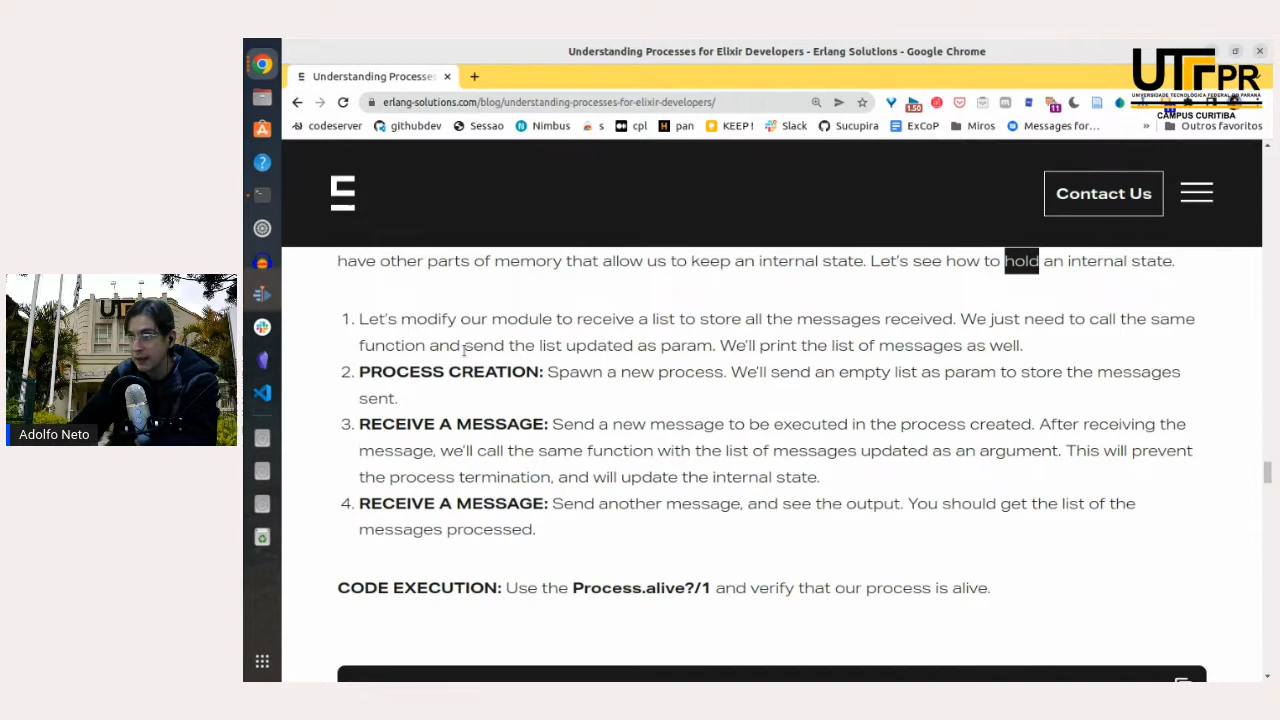 Understanding Processes for Elixir Developers - Erlang Solutions - Google Chrome
Understanding Processes
erlang-solutions.com/blog/understanding-processes-for-elixir-developers/
1.50
11
codeserver
githubdev
Sessao
Nimbus
s
cpl
pan
KEEP!
Slack
Sucupira
ExCoP
Miros
Messages for...
»
Outros favoritos
UTFPR
UNIVERSIDADE TECNOLÓGICA FEDERAL DO PARANÁ
CAMPUS CURITIBA
Contact Us
have other parts of memory that allow us to keep an internal state. Let's see how to hold an internal state.
1. Let's modify our module to receive a list to store all the messages received. We just need to call the same
function and send the list updated as param. We'll print the list of messages as well.
2. PROCESS CREATION: Spawn a new process. We'll send an empty list as param to store the messages
sent.
3. RECEIVE A MESSAGE: Send a new message to be executed in the process created. After receiving the
message, we'll call the same function with the list of messages updated as an argument. This will prevent
the process termination, and will update the internal state.
4. RECEIVE A MESSAGE: Send another message, and see the output. You should get the list of the
messages processed.
CODE EXECUTION: Use the Process.alive?/1 and verify that our process is alive.
UTF
Adolfo Neto